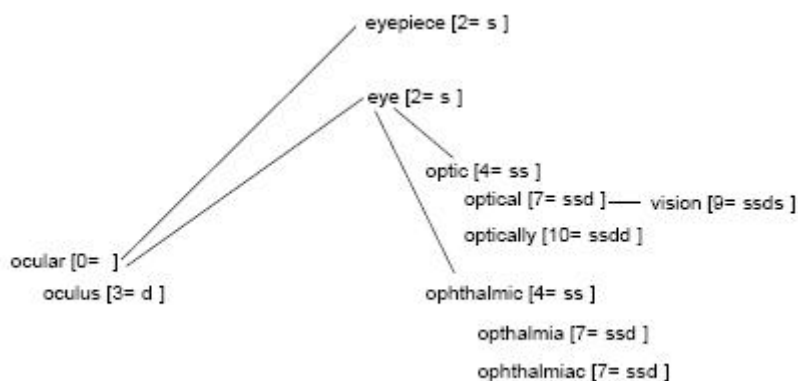 eyepiece [2= s ]
eye [2= s ]
optic [4= ss ]
optical [7= ssd ] vision [9= ssds ]
optically [10= ssdd ]
ocular [0= ]
oculus [3= d ]
ophthalmic [4= ss ]
opthalmia [7= ssd ]
ophthalmiac [7= ssd ]